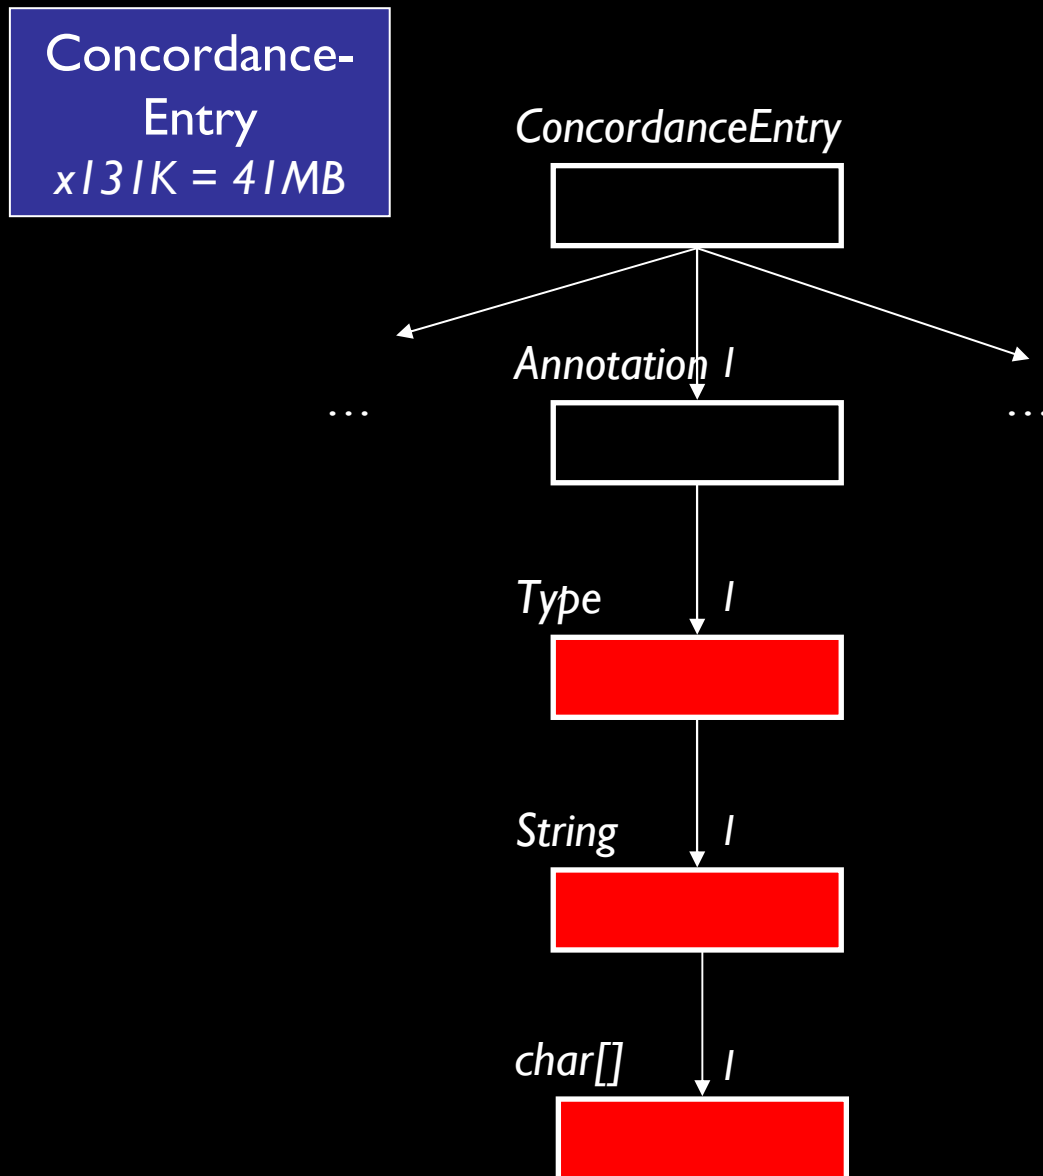 Concordance-
Entry
x131K = 41MB
ConcordanceEntry
Annotation 1
...
...
Type 1
String 1
char[] 1